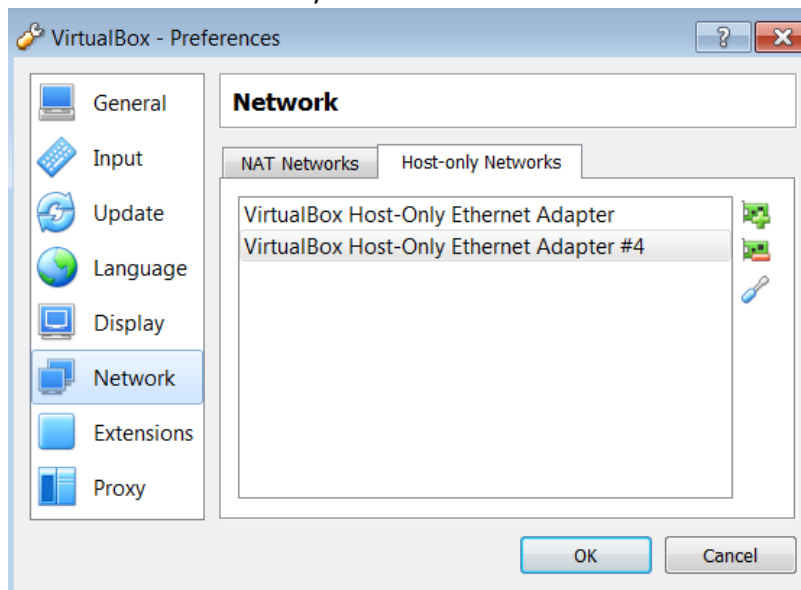 VirtualBox - Preferences
General
Input
Update
Language
Display
Network
Extensions
Proxy
Network
NAT Networks
Host-only Networks
VirtualBox Host-Only Ethernet Adapter
VirtualBox Host-Only Ethernet Adapter #4
OK
Cancel